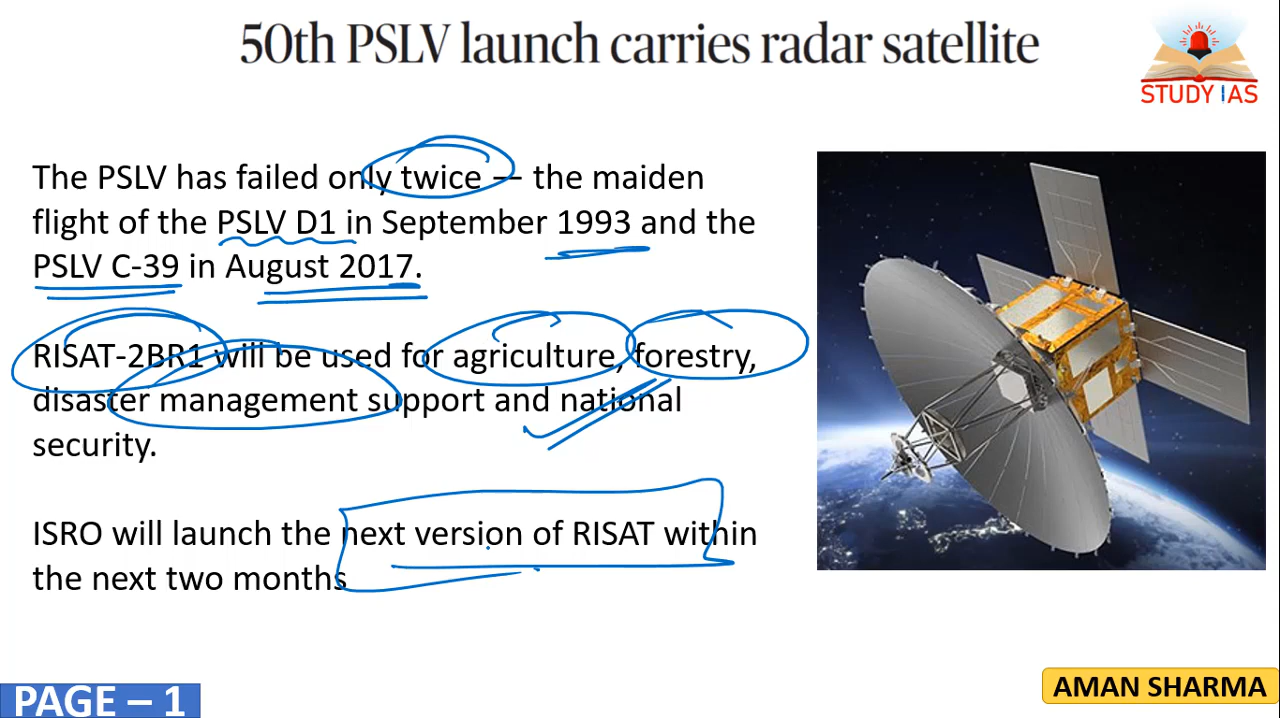 50th PSLV launch carries radar satellite
STUDY IAS
The PSLV has failed only twice — the maiden
flight of the PSLV D1 in September 1993 and the
PSLV C-39 in August 2017.
RISAT-2BR1 will be used for agriculture, forestry,
disaster management support and national
security.
ISRO will launch the next version of RISAT within
the next two months
PAGE – 1
AMAN SHARMA